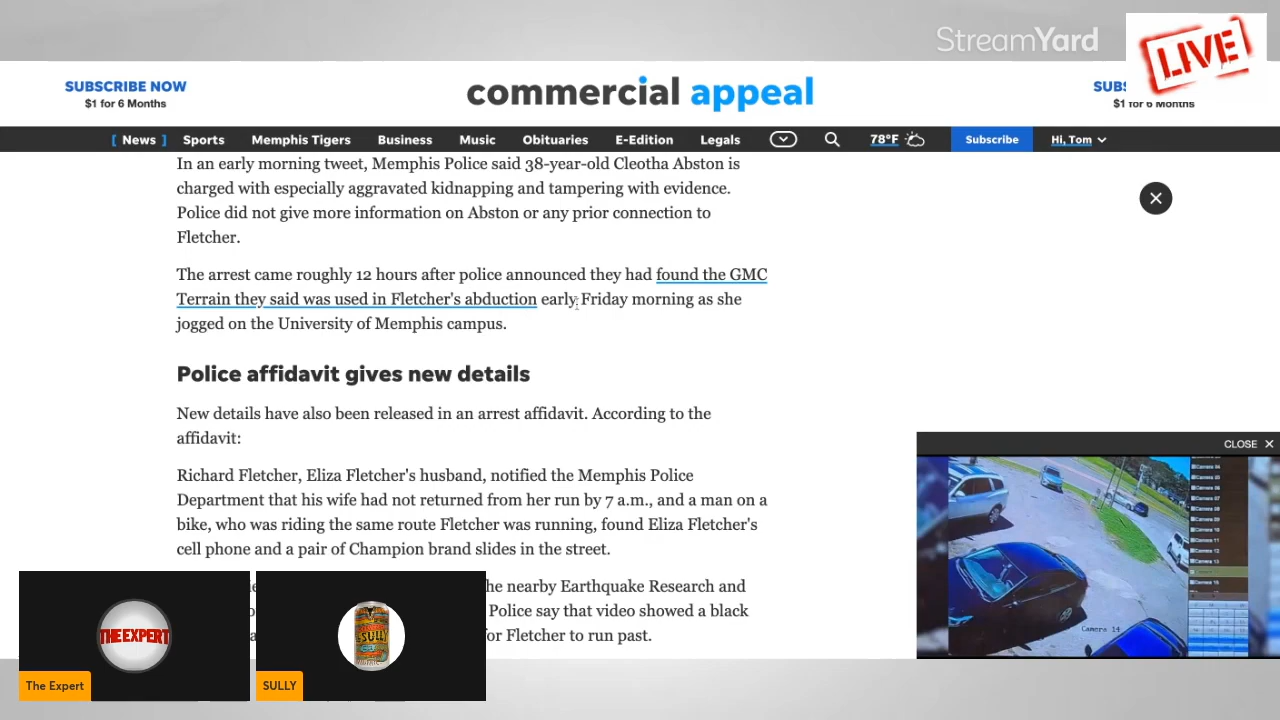 StreamYard
LIVE
SUBSCRIBE NOW
$1 for 6 Months
commercial appeal
SUBS
$1 for 6 Months
[ News ] Sports Memphis Tigers Business Music Obituaries E-Edition Legals 78°F Subscribe Hi, Tom
In an early morning tweet, Memphis Police said 38-year-old Cleotha Abston is
charged with especially aggravated kidnapping and tampering with evidence.
Police did not give more information on Abston or any prior connection to
Fletcher.
The arrest came roughly 12 hours after police announced they had found the GMC
Terrain they said was used in Fletcher's abduction early Friday morning as she
jogged on the University of Memphis campus.
Police affidavit gives new details
New details have also been released in an arrest affidavit. According to the
affidavit:
Richard Fletcher, Eliza Fletcher's husband, notified the Memphis Police
Department that his wife had not returned from her run by 7 a.m., and a man on a
bike, who was riding the same route Fletcher was running, found Eliza Fletcher's
cell phone and a pair of Champion brand slides in the street.
he nearby Earthquake Research and
Police say that video showed a black
or Fletcher to run past.
CLOSE
Camera 14
THE EXPERT
The Expert
SULLY
SULLY